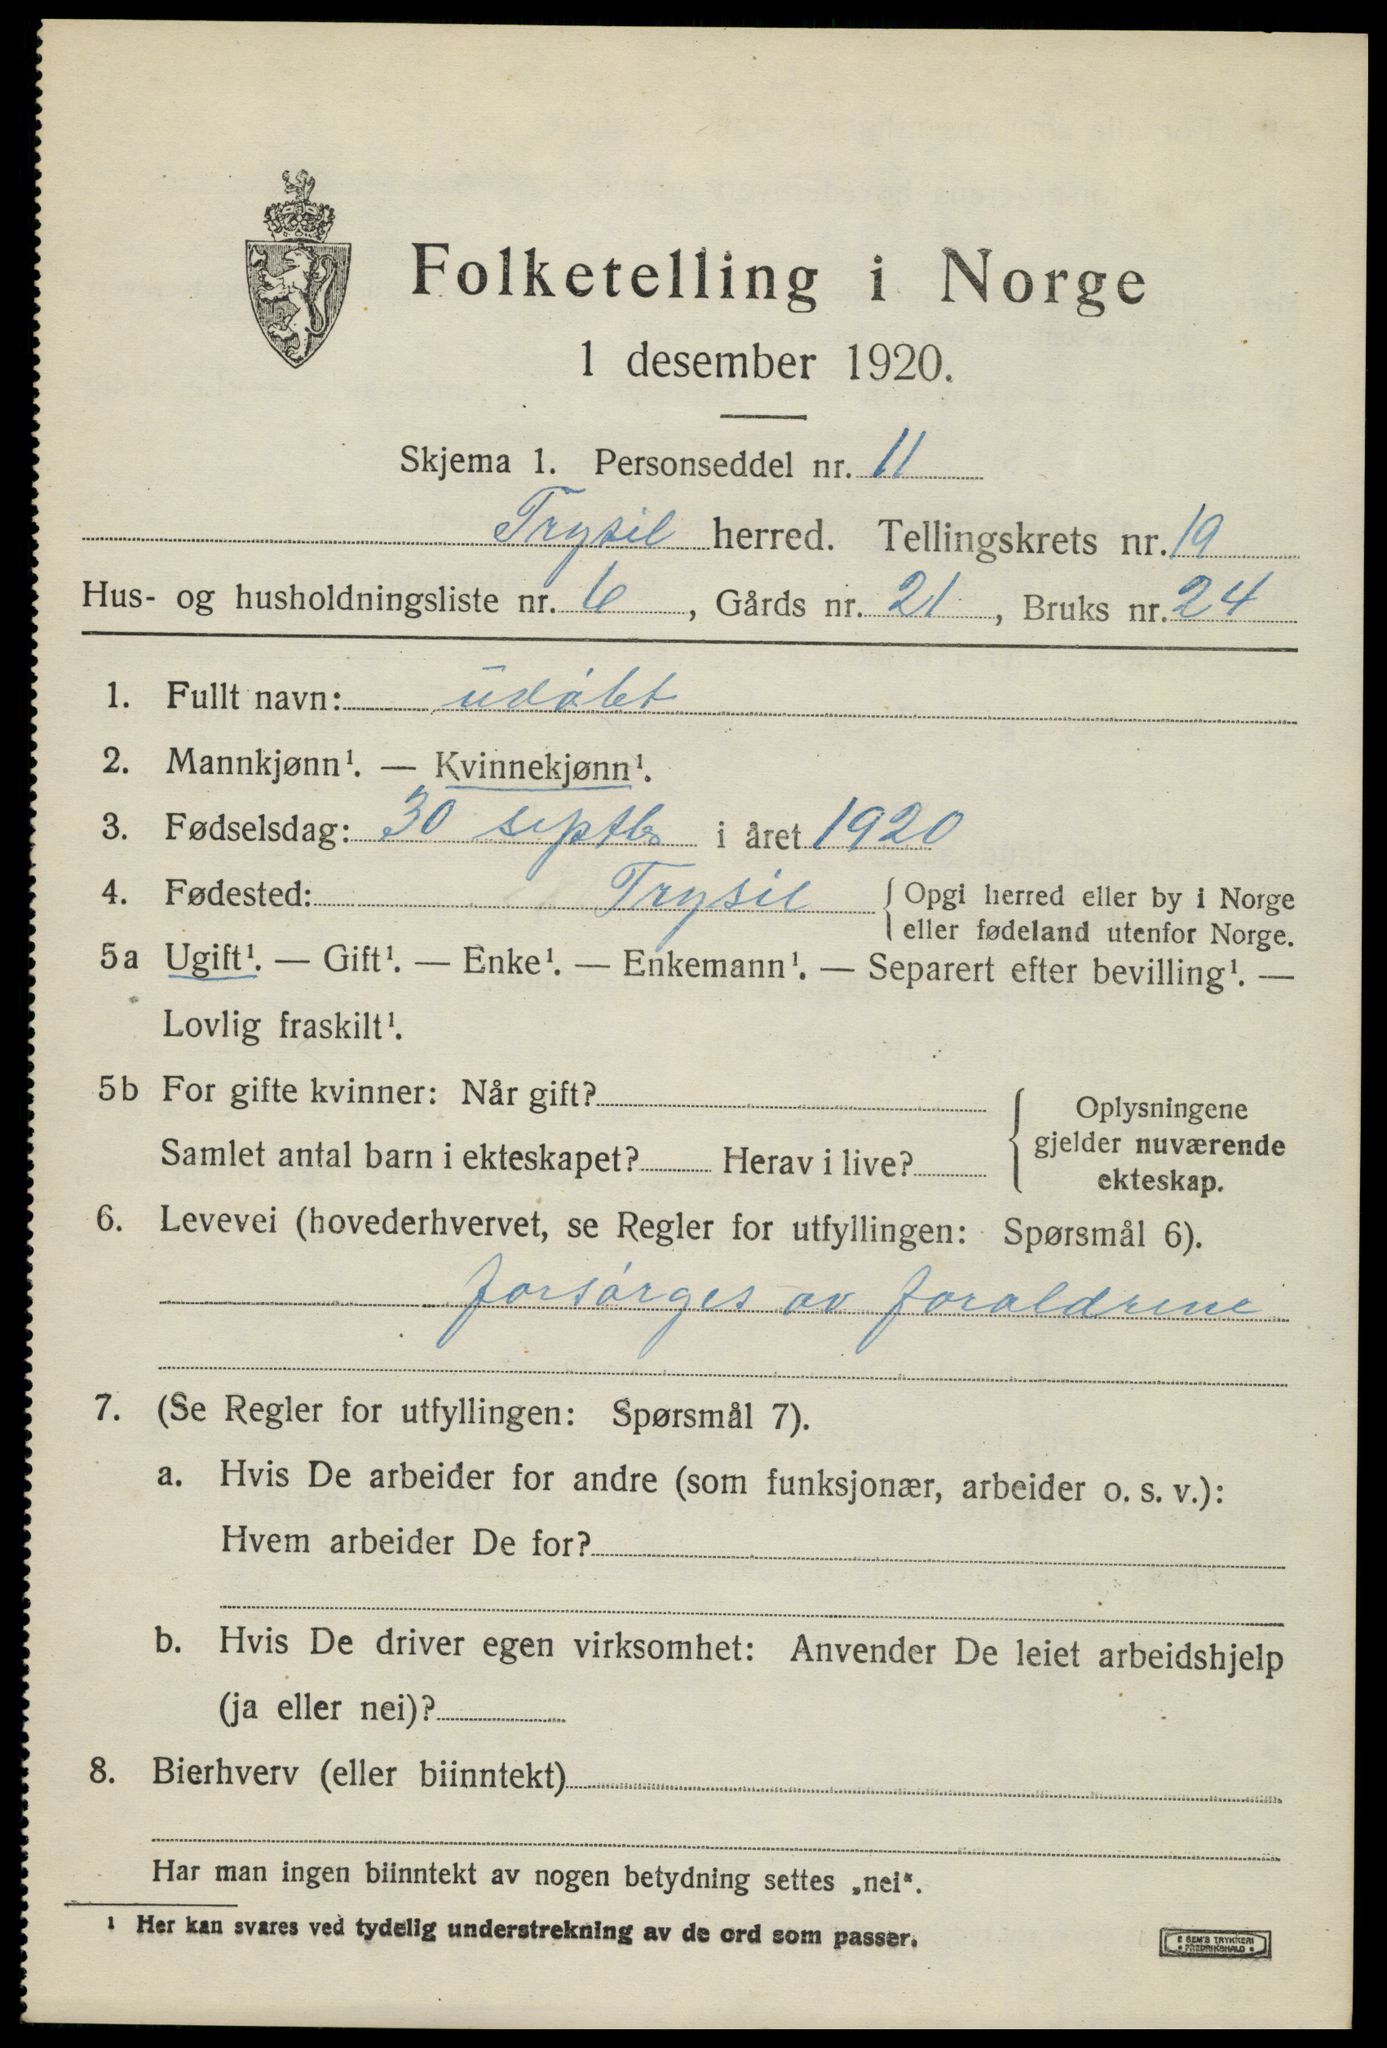 Folketelling i Norge
1 desember 1920.
Skjema 1. Personseddel nr. 11
Trysil herred. Tellingskrets nr. 19
Hus- og husholdningsliste nr. 6, Gårds nr. 21, Bruks nr. 24
1. Fullt navn: udøbt
2. Mannkjønn¹. — Kvinnekjønn¹.
3. Fødselsdag: 30 septbr i året 1920
4. Fødested: Trysil { Opgi herred eller by i Norge
eller fødeland utenfor Norge.
5a Ugift¹. — Gift¹. — Enke¹. — Enkemann¹. — Separert efter bevilling¹. —
Lovlig fraskilt¹.
5b For gifte kvinner: Når gift?
Samlet antal barn i ekteskapet? Herav i live?
{ Oplysningene
gjelder nuværende
ekteskap.
6. Levevei (hovederhvervet, se Regler for utfyllingen: Spørsmål 6).
forsørges av foraldrene
7. (Se Regler for utfyllingen: Spørsmål 7).
a. Hvis De arbeider for andre (som funksjonær, arbeider o. s. v.):
Hvem arbeider De for?
b. Hvis De driver egen virksomhet: Anvender De leiet arbeidshjelp
(ja eller nei)?
8. Bierhverv (eller biinntekt)
Har man ingen biinntekt av nogen betydning settes „nei“.
¹ Her kan svares ved tydelig understrekning av de ord som passer.
E SEM'S TRYKKERI
FREDRIKSHALD